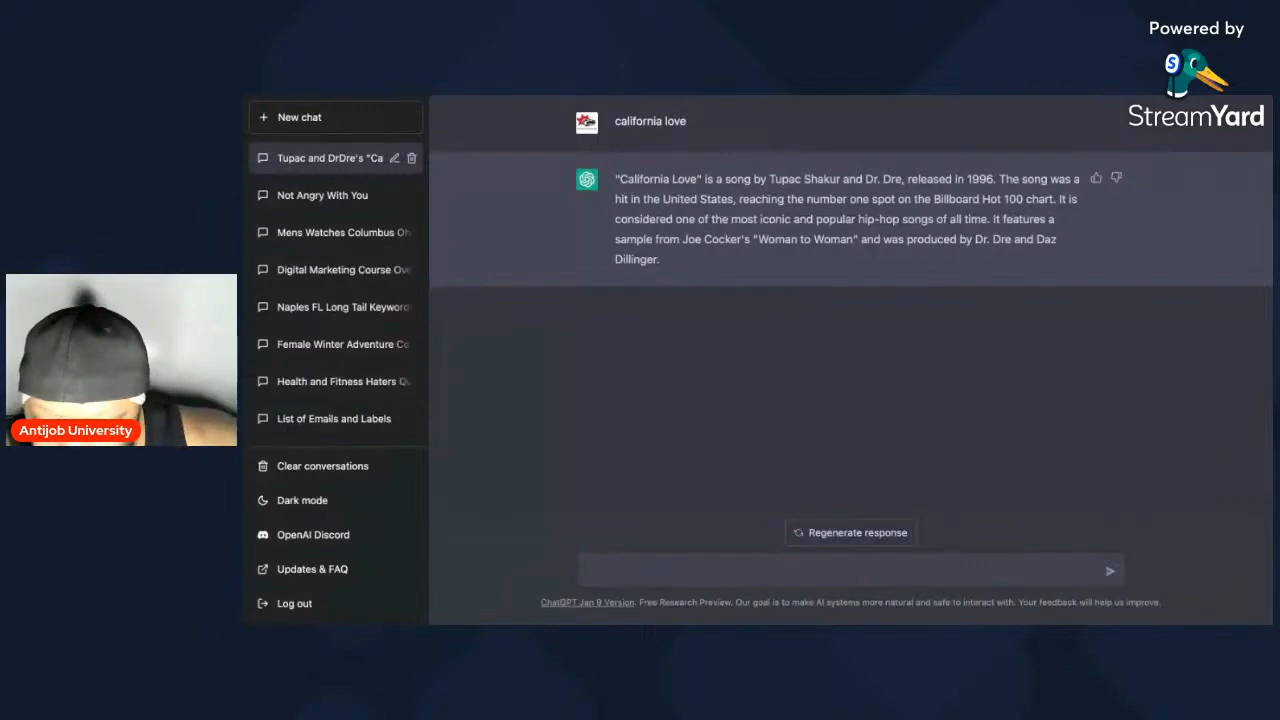 Powered by
S
StreamYard
New chat
Tupac and DrDre's "Ca
Not Angry With You
Mens Watches Columbus Oh
Digital Marketing Course Ove
Naples FL Long Tail Keyword
Female Winter Adventure Co
Health and Fitness Haters Qu
List of Emails and Labels
Clear conversations
Dark mode
OpenAI Discord
Updates & FAQ
Log out
california love
"California Love" is a song by Tupac Shakur and Dr. Dre, released in 1996. The song was a
hit in the United States, reaching the number one spot on the Billboard Hot 100 chart. It is
considered one of the most iconic and popular hip-hop songs of all time. It features a
sample from Joe Cocker's "Woman to Woman" and was produced by Dr. Dre and Daz
Dillinger.
Regenerate response
ChatGPT Jan 9 Version. Free Research Preview. Our goal is to make AI systems more natural and safe to interact with. Your feedback will help us improve.
Antijob University